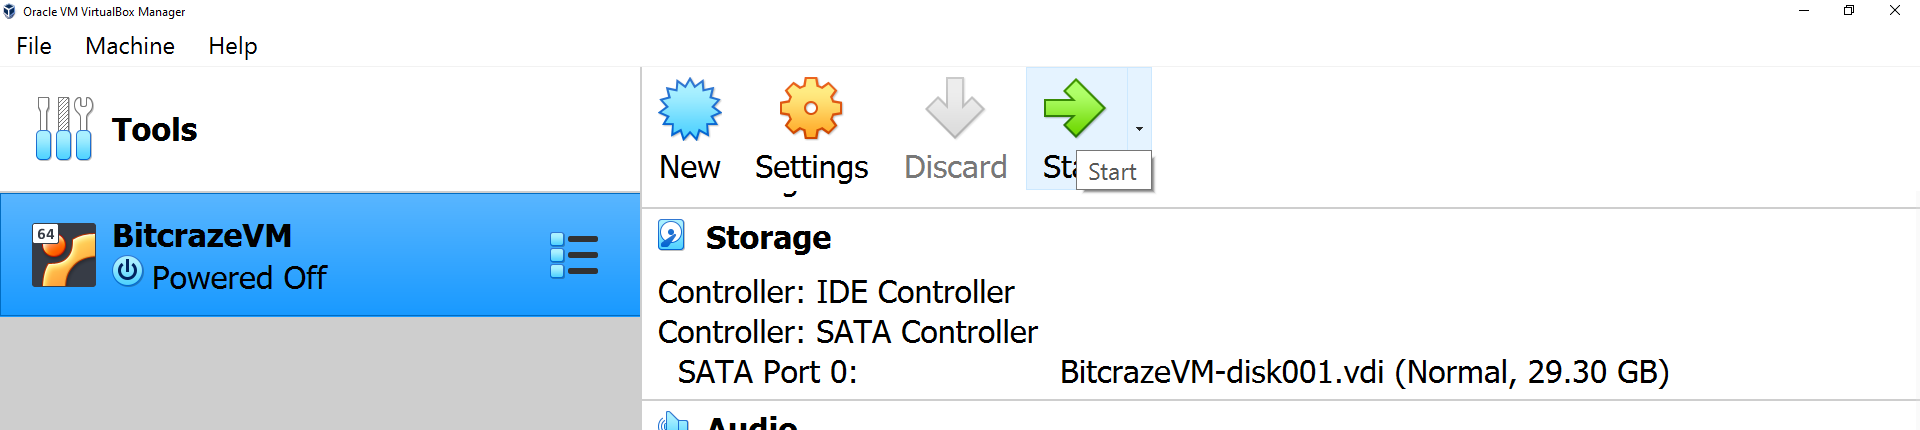 Oracle VM VirtualBox Manager
File Machine Help
Tools
New Settings Discard Sta
Start
64
BitcrazeVM
Powered Off
Storage
Controller: IDE Controller
Controller: SATA Controller
SATA Port 0: BitcrazeVM-disk001.vdi (Normal, 29.30 GB)
Audio